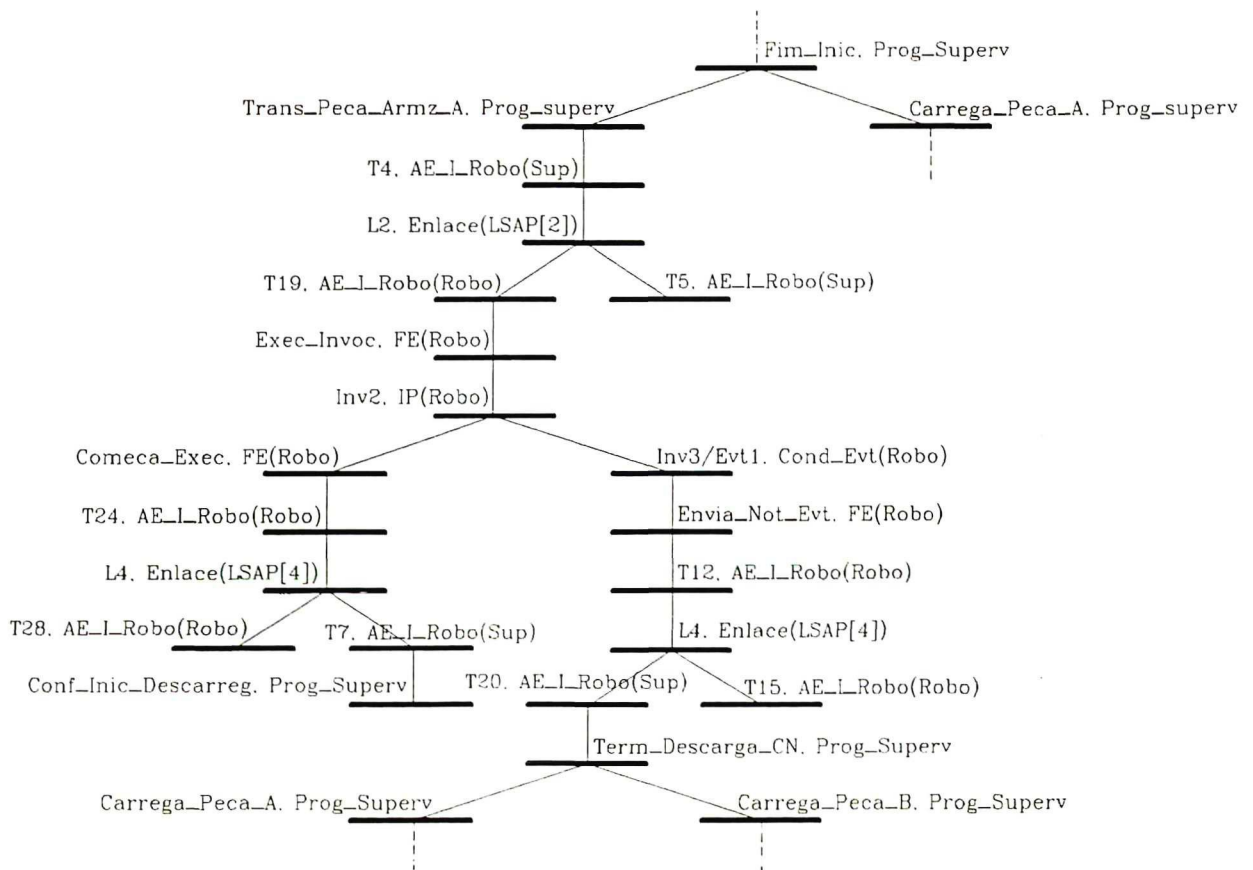 Fim_Inic, Prog_Superv
Trans_Peca_Armz_A, Prog_superv
Carrega_Peca_A, Prog_superv
T4, AE_I_Robo(Sup)
L2, Enlace(LSAP[2])
T19, AE_I_Robo(Robo)
T5, AE_I_Robo(Sup)
Exec_Invoc, FE(Robo)
Inv2, IP(Robo)
Comeca_Exec, FE(Robo)
Inv3/Evt1, Cond_Evt(Robo)
T24, AE_I_Robo(Robo)
Envia_Not_Evt, FE(Robo)
L4, Enlace(LSAP[4])
T12, AE_I_Robo(Robo)
T28, AE_I_Robo(Robo)
T7, AE_I_Robo(Sup)
L4, Enlace(LSAP[4])
Conf_Inic_Descarreg, Prog_Superv
T20, AE_I_Robo(Sup)
T15, AE_I_Robo(Robo)
Term_Descarga_CN, Prog_Superv
Carrega_Peca_A, Prog_Superv
Carrega_Peca_B, Prog_Superv